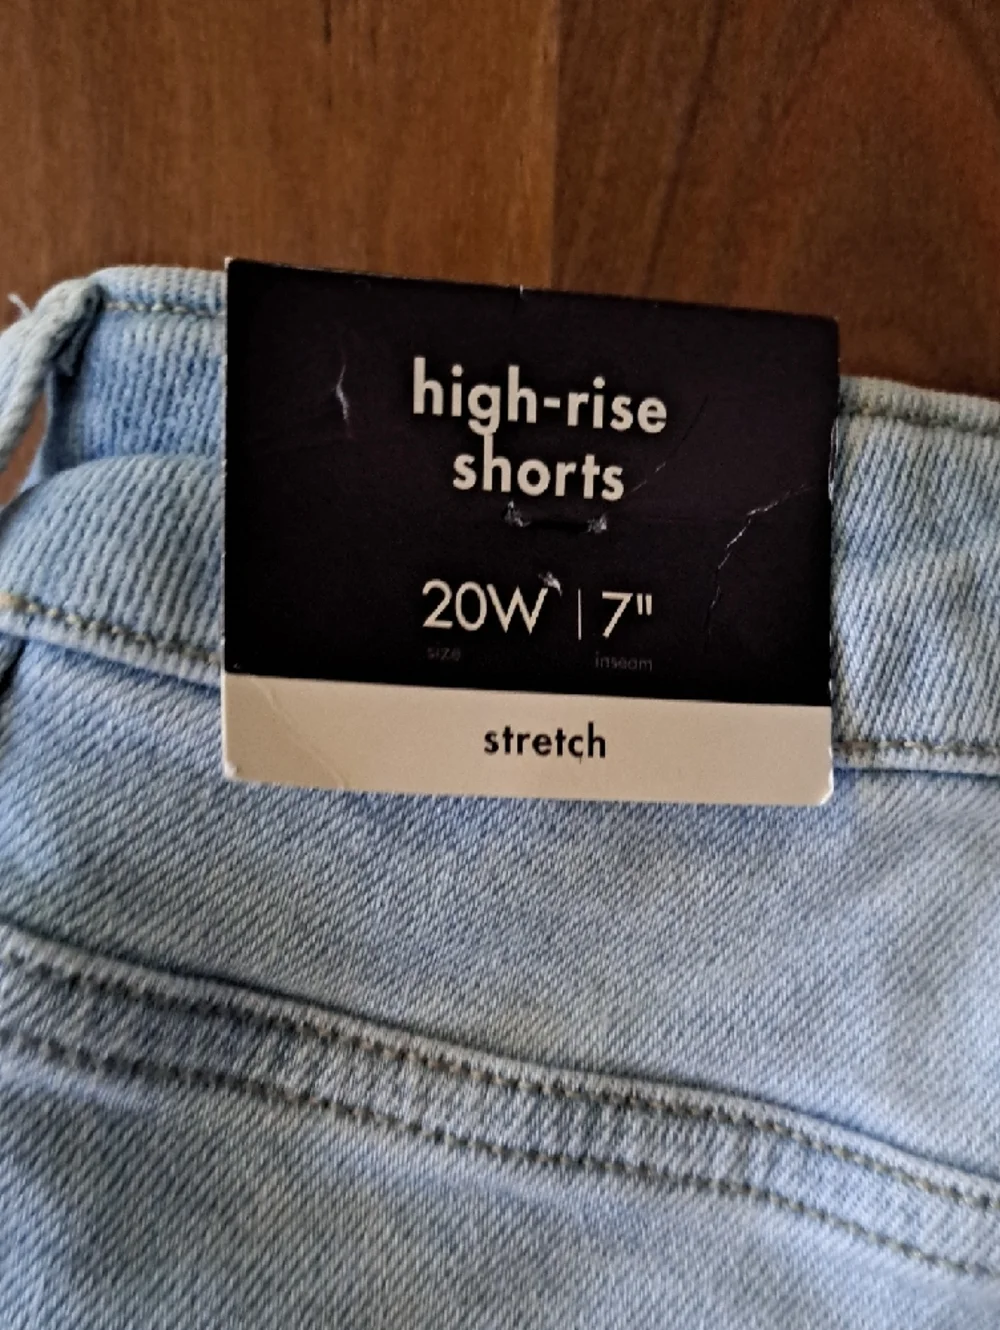 high-rise
shorts
20W | 7"
size inseam
stretch